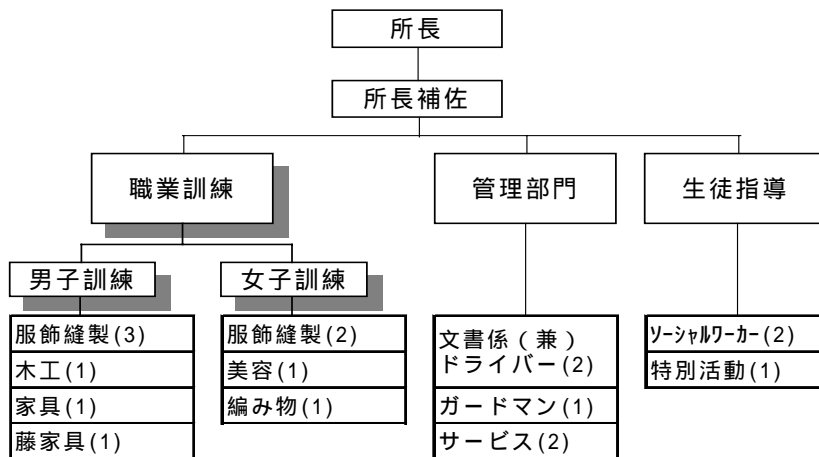 所長
所長補佐
職業訓練
管理部門
生徒指導
男子訓練
女子訓練
服飾縫製(3)
木工(1)
家具(1)
藤家具(1)
服飾縫製(2)
美容(1)
編み物(1)
文書係（兼）
ドライバー(2)
ガードマン(1)
サービス(2)
ｿｰｼｬﾙﾜｰｶｰ(2)
特別活動(1)